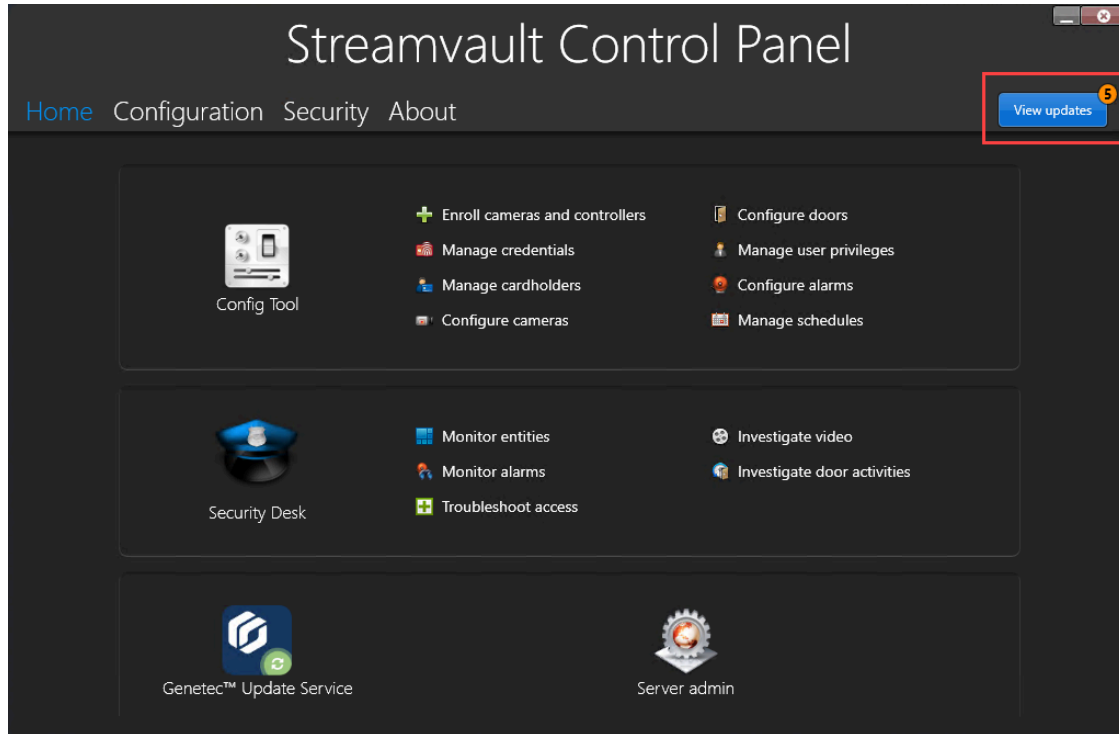 Streamvault Control Panel
Home Configuration Security About
View updates
5
Config Tool
Enroll cameras and controllers
Manage credentials
Manage cardholders
Configure cameras
Configure doors
Manage user privileges
Configure alarms
Manage schedules
Security Desk
Monitor entities
Monitor alarms
Troubleshoot access
Investigate video
Investigate door activities
Genetec™ Update Service
Server admin